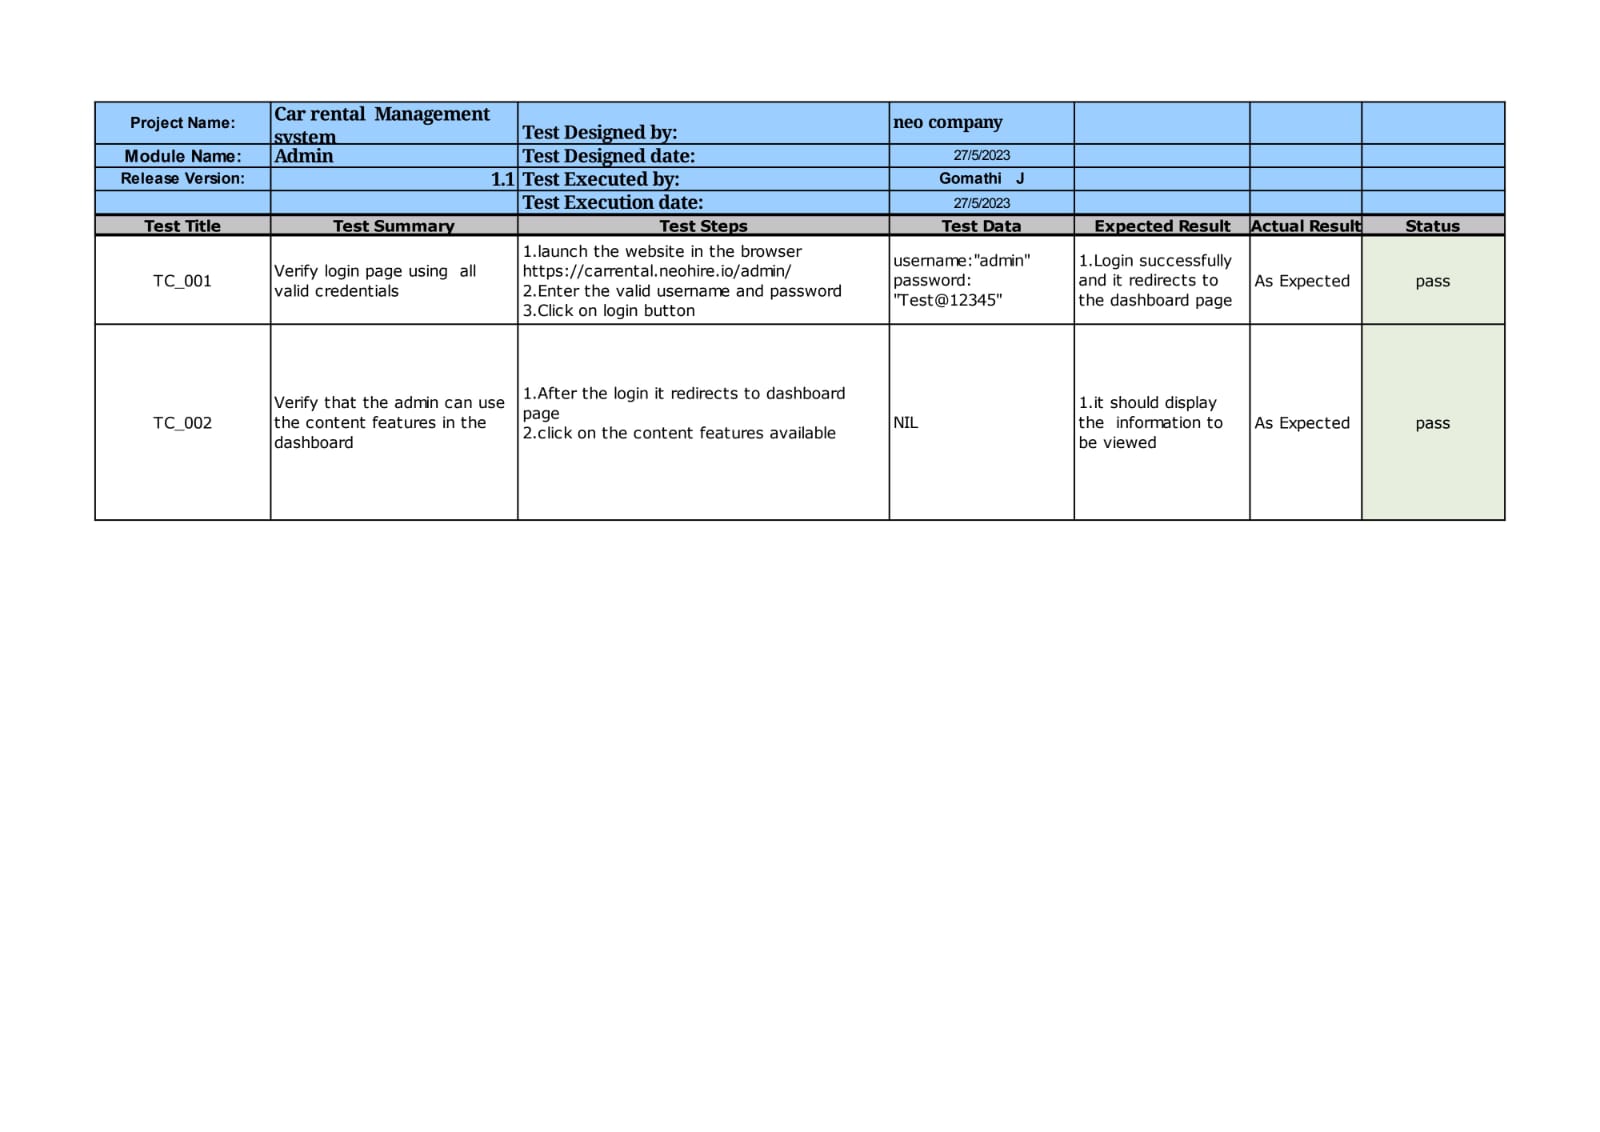 Project Name: Car rental  Management system Test Designed by: neo company
Module Name: Admin Test Designed date: 27/5/2023
Release Version: 1.1 Test Executed by: Gomathi   J
Test Execution date: 27/5/2023
Test Title Test Summary Test Steps Test Data Expected Result Actual Result Status
TC_001
Verify login page using  all
valid credentials
1.launch the website in the browser
https://carrental.neohire.io/admin/
2.Enter the valid username and password
3.Click on login button
username:"admin"
password:
"Test@12345"
1.Login successfully
and it redirects to
the dashboard page
As Expected
pass
TC_002
Verify that the admin can use
the content features in the
dashboard
1.After the login it redirects to dashboard
page
2.click on the content features available
NIL
1.it should display
the  information to
be viewed
As Expected
pass